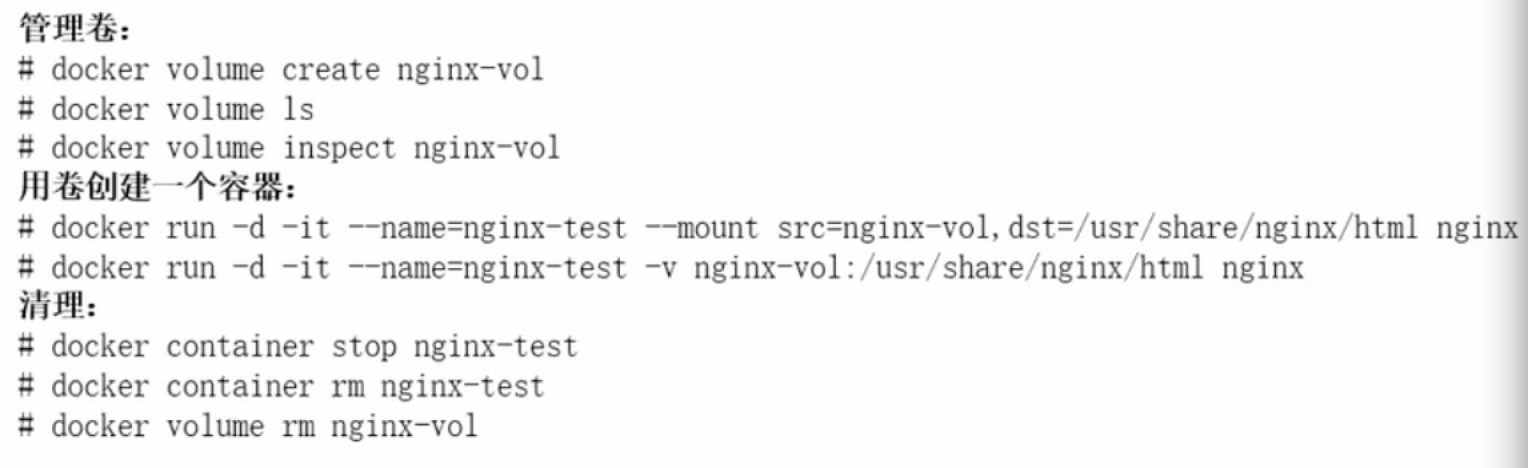 管理卷：
# docker volume create nginx-vol
# docker volume ls
# docker volume inspect nginx-vol
用卷创建一个容器：
# docker run -d -it --name=nginx-test --mount src=nginx-vol,dst=/usr/share/nginx/html nginx
# docker run -d -it --name=nginx-test -v nginx-vol:/usr/share/nginx/html nginx
清理：
# docker container stop nginx-test
# docker container rm nginx-test
# docker volume rm nginx-vol